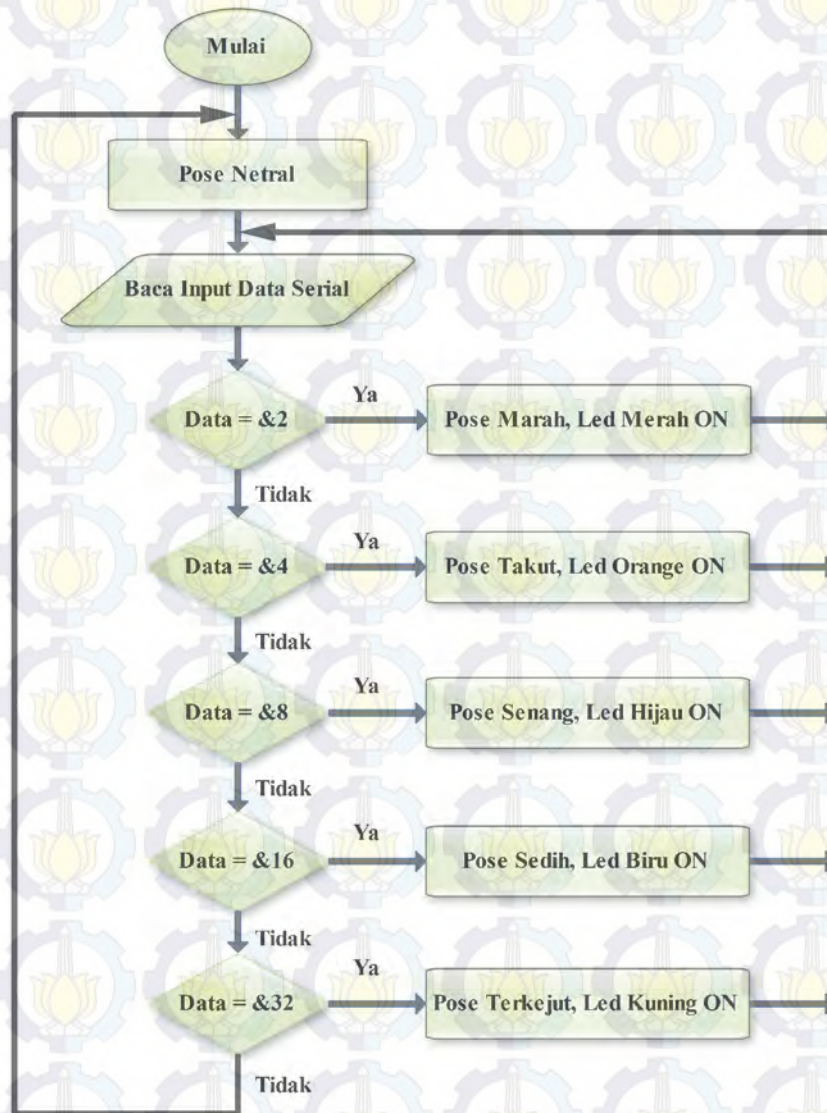 Mulai
Pose Netral
Baca Input Data Serial
Data = &2
Ya
Pose Marah, Led Merah ON
Tidak
Data = &4
Ya
Pose Takut, Led Orange ON
Tidak
Data = &8
Ya
Pose Senang, Led Hijau ON
Tidak
Data = &16
Ya
Pose Sedih, Led Biru ON
Tidak
Data = &32
Ya
Pose Terkejut, Led Kuning ON
Tidak